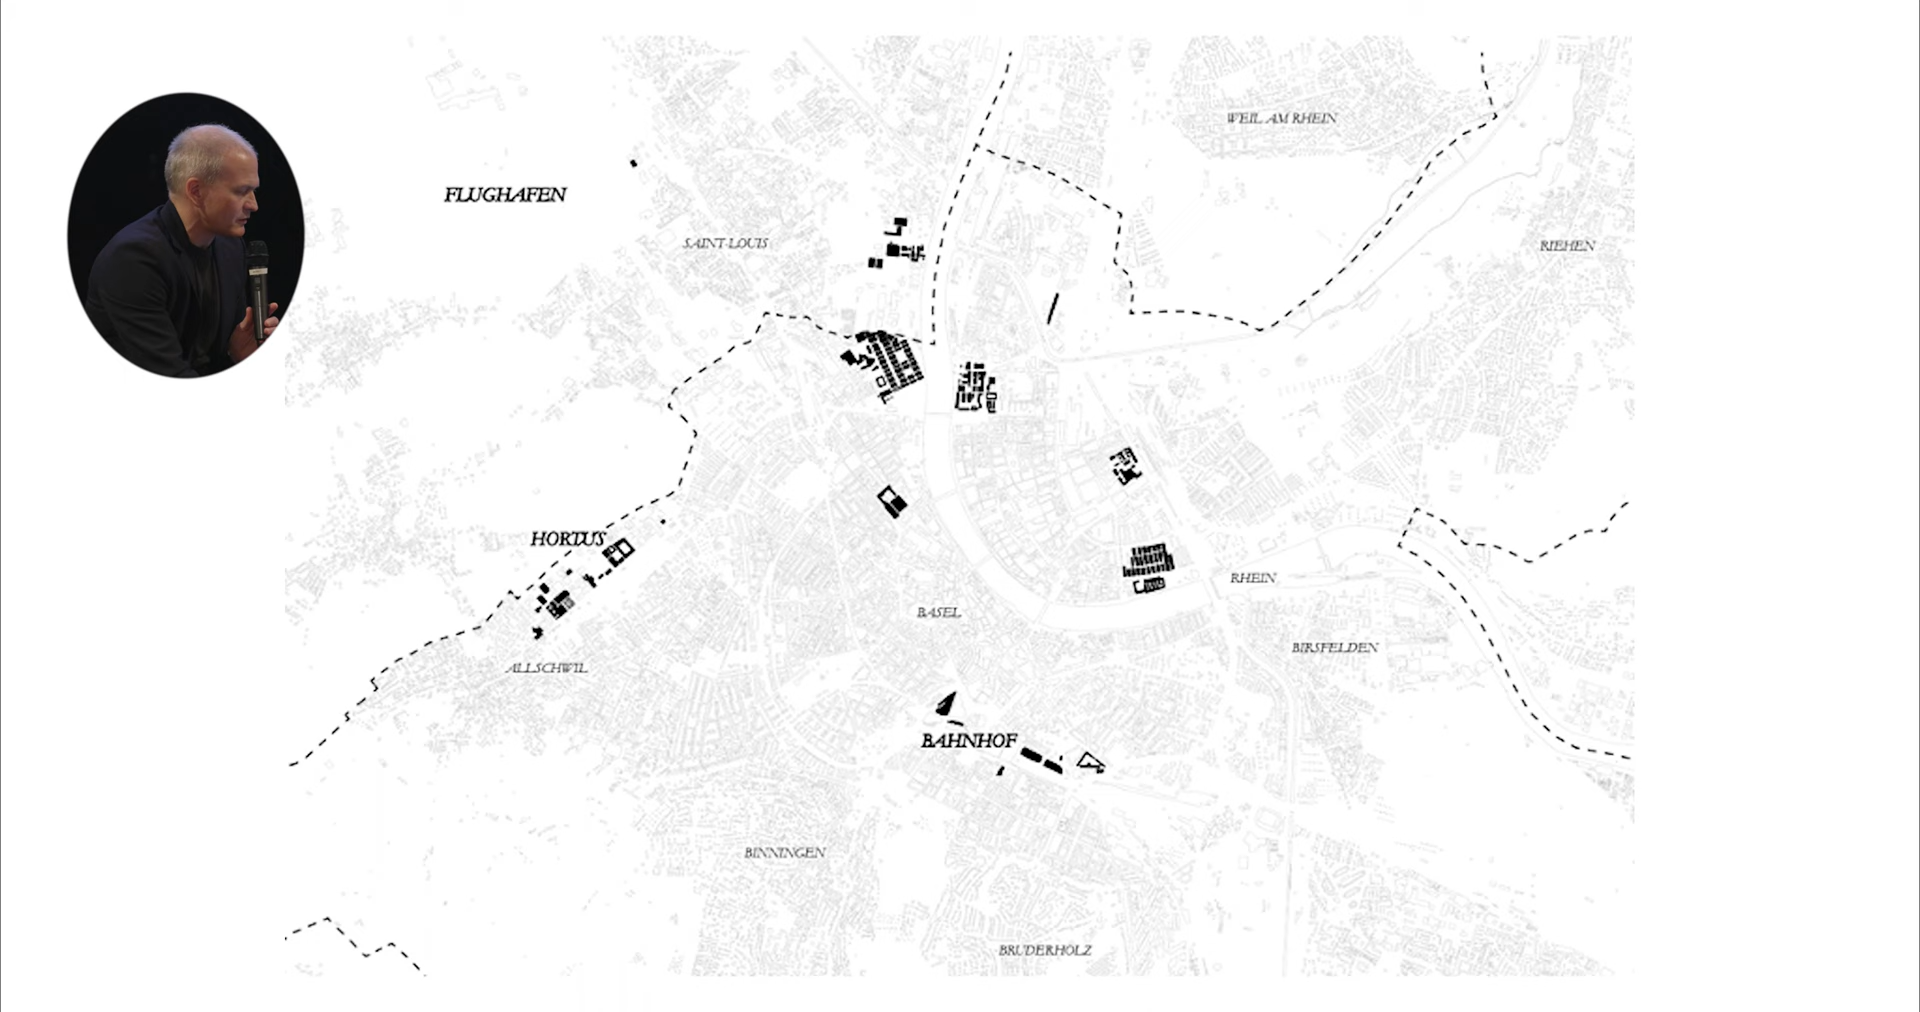 WEIL AM RHEIN
FLUGHAFEN
SAINT-LOUIS
RIEHEN
HORTUS
RHEIN
BASEL
BIRSFELDEN
ALLSCHWIL
BAHNHOF
BINNINGEN
BRUDERHOLZ